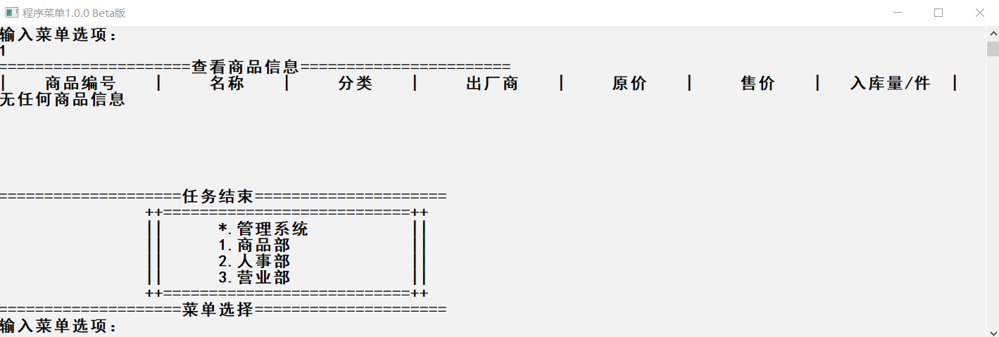 程序菜单1.0.0 Beta版
输入菜单选项:
1
=====================查看商品信息=======================
|    商品编号    |     名称    |     分类    |     出厂商    |     原价    |     售价    |   入库量/件  |
无任何商品信息
====================任务结束=====================
++===========================++
||      *.管理系统           ||
||      1.商品部             ||
||      2.人事部             ||
||      3.营业部             ||
++===========================++
====================菜单选择=====================
输入菜单选项: